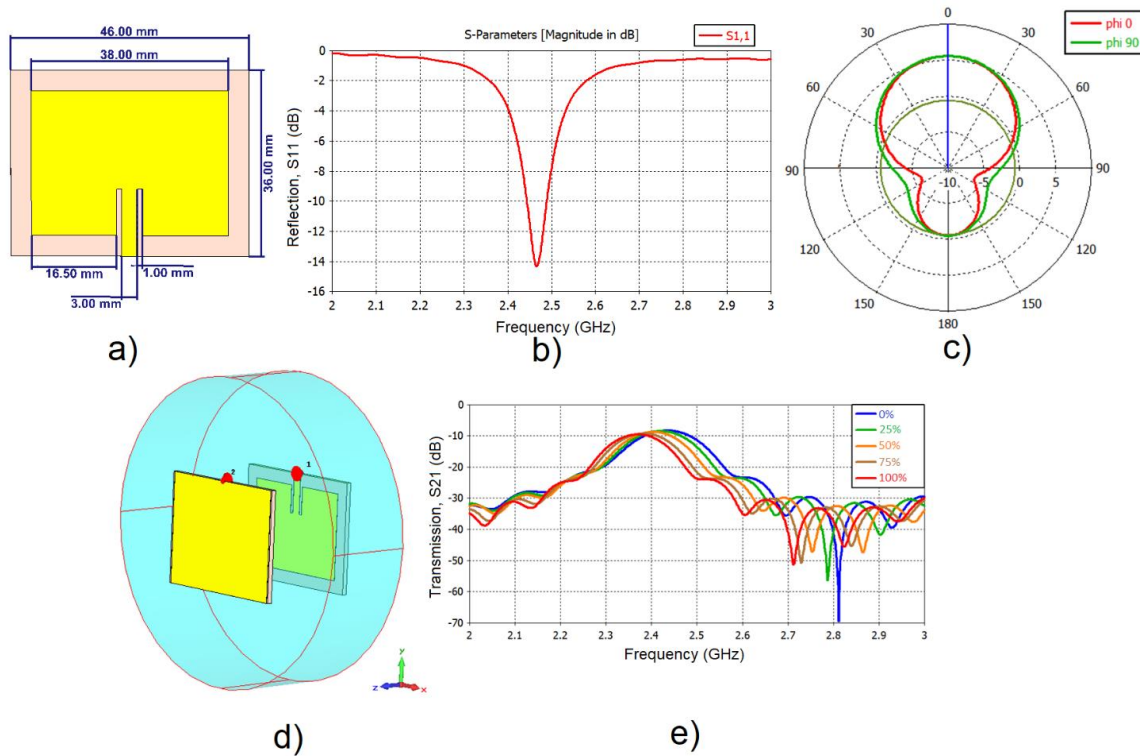 46.00 mm
38.00 mm
36.00 mm
16.50 mm
1.00 mm
3.00 mm
a)
S-Parameters [Magnitude in dB]
S1,1
Reflection, S11 (dB)
0
-2
-4
-6
-8
-10
-12
-14
-16
2 2.1 2.2 2.3 2.4 2.5 2.6 2.7 2.8 2.9 3
Frequency (GHz)
b)
phi 0
phi 90
0
30 30
60 60
90 90
-10 -5 0 5
120 120
150 150
180
c)
2 1
y
z x
d)
Transmission, S21 (dB)
0
-10
-20
-30
-40
-50
-60
-70
0%
25%
50%
75%
100%
2 2.1 2.2 2.3 2.4 2.5 2.6 2.7 2.8 2.9 3
Frequency (GHz)
e)